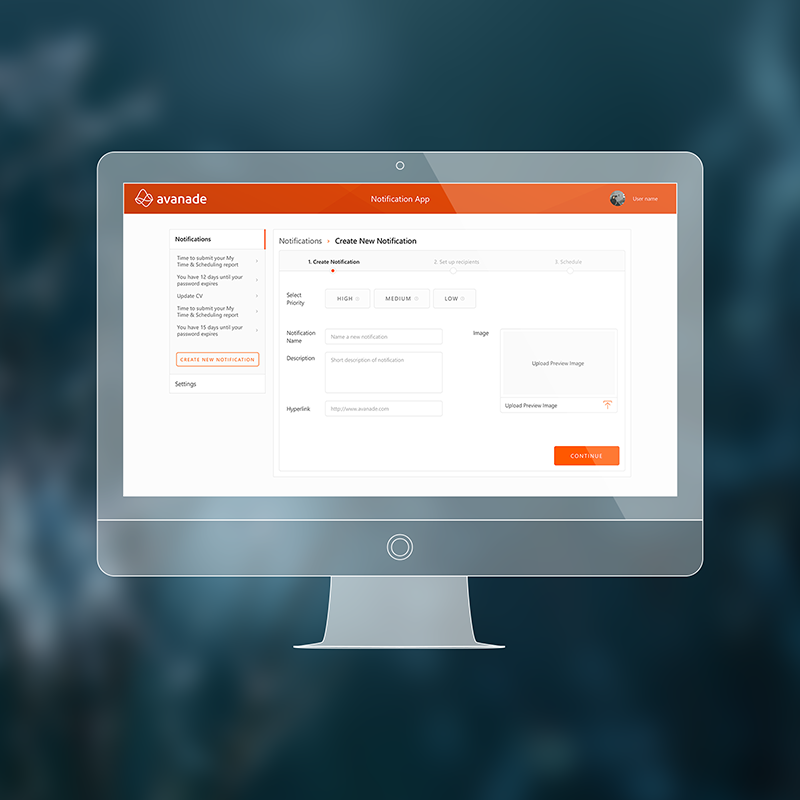 avanade
Notification App
User name
Notifications
Time to submit your My
Time & Scheduling report
You have 12 days until your
password expires
Update CV
Time to submit your My
Time & Scheduling report
You have 15 days until your
password expires
CREATE NEW NOTIFICATION
Settings
Notifications > Create New Notification
1. Create Notification
2. Set up recipients
3. Schedule
Select
Priority
HIGH
MEDIUM
LOW
Notification
Name
Name a new notification
Description
Short description of notification
Hyperlink
http://www.avanade.com
Image
Upload Preview Image
Upload Preview Image
CONTINUE